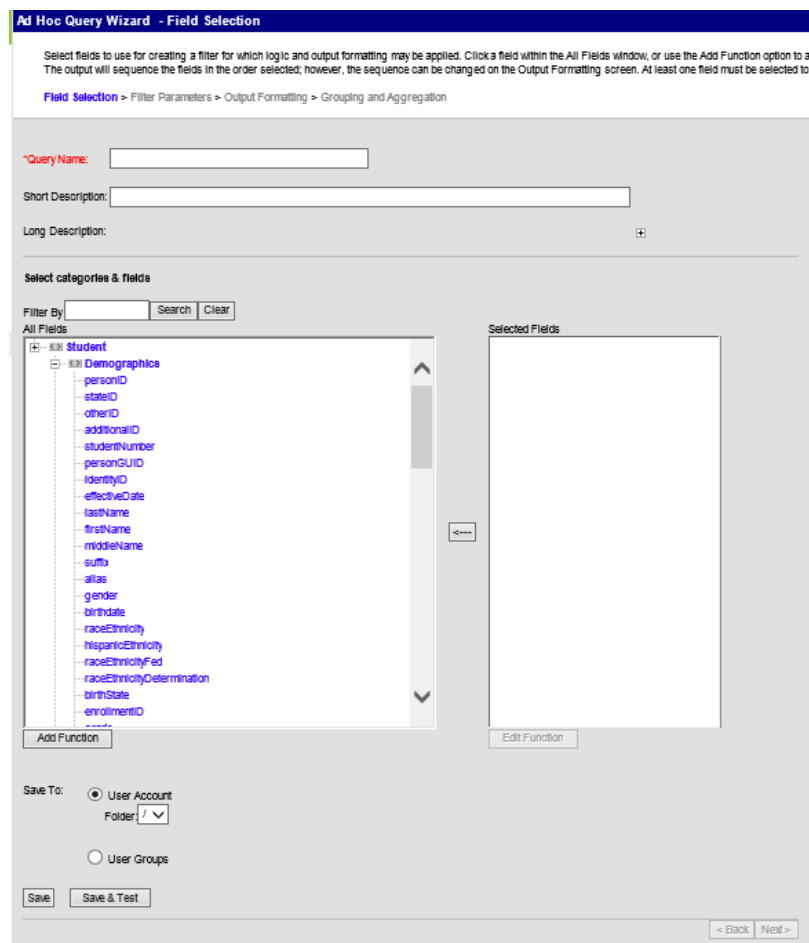 Ad Hoc Query Wizard - Field Selection
Select fields to use for creating a filter for which logic and output formatting may be applied. Click a field within the All Fields window, or use the Add Function option to a
The output will sequence the fields in the order selected; however, the sequence can be changed on the Output Formatting screen. At least one field must be selected to
Field Selection > Filter Parameters > Output Formatting > Grouping and Aggregation
*Query Name:
Short Description:
Long Description:
Select categories & fields
Filter By Search Clear
All Fields
Selected Fields
Student
Demographics
personID
stateID
otherID
additionalID
studentNumber
personGUID
identityID
effectiveDate
lastName
firstName
<---
middleName
suffix
alias
gender
birthdate
raceEthnicity
hispanicEthnicity
raceEthnicityFed
raceEthnicityDetermination
birthState
enrollmentID
Add Function
Edit Function
Save To:
User Account
Folder: /
User Groups
Save Save & Test
< Back Next >